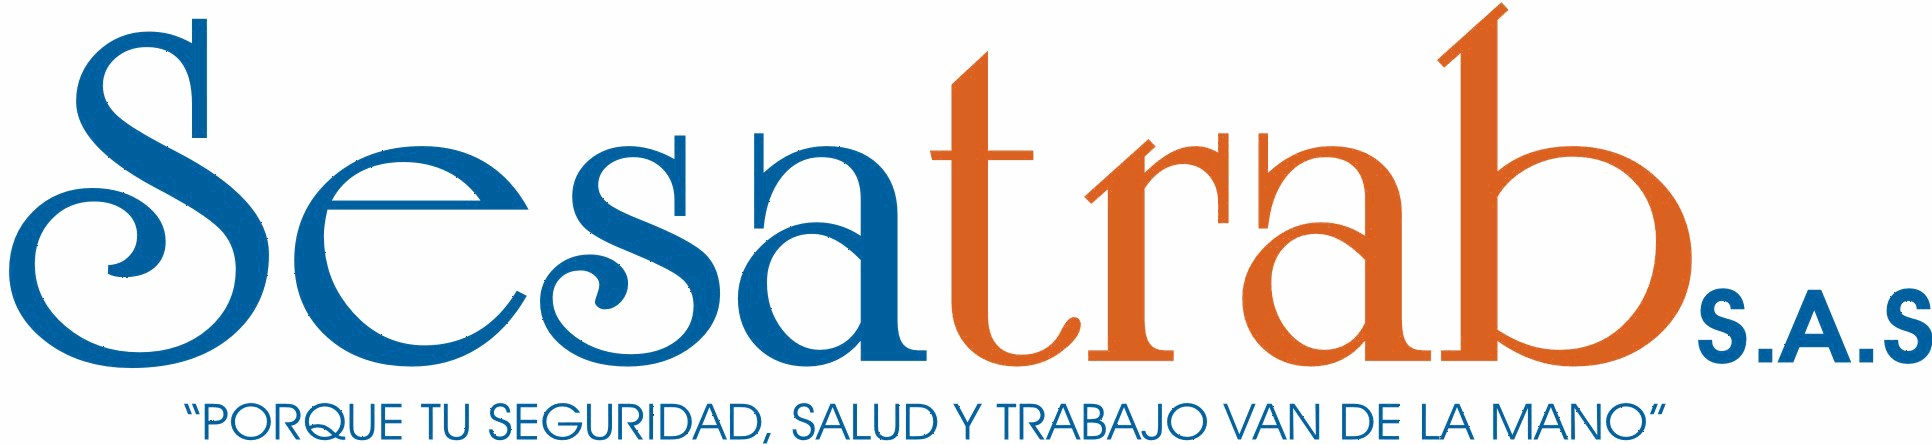 Sesatrab S.A.S
“PORQUE TU SEGURIDAD, SALUD Y TRABAJO VAN DE LA MANO”